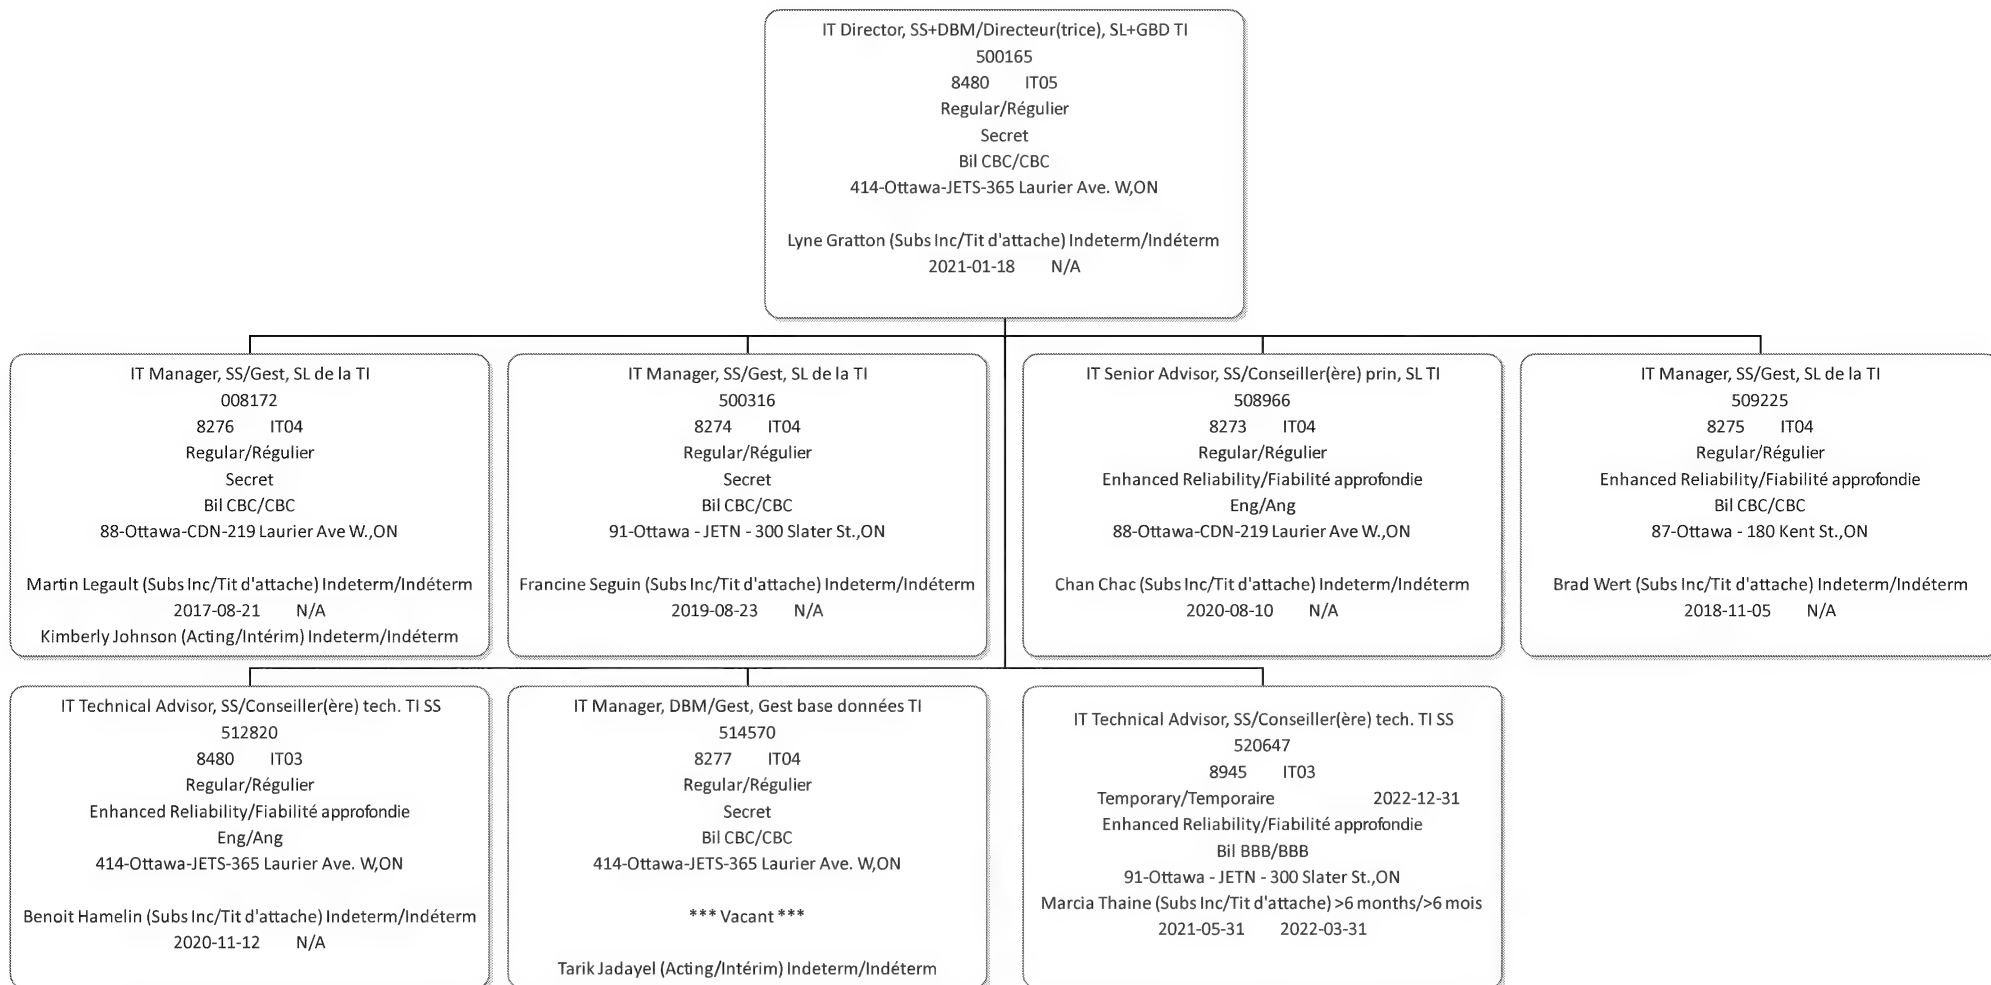 IT Director, SS+DBM/Directeur(trice), SL+GBD TI
500165
8480 IT05
Regular/Régulier
Secret
Bil CBC/CBC
414-Ottawa-JETS-365 Laurier Ave. W,ON
Lyne Gratton (Subs Inc/Tit d'attache) Indeterm/Indéterm
2021-01-18 N/A
IT Manager, SS/Gest, SL de la TI
008172
8276 IT04
Regular/Régulier
Secret
Bil CBC/CBC
88-Ottawa-CDN-219 Laurier Ave W.,ON
Martin Legault (Subs Inc/Tit d'attache) Indeterm/Indéterm
2017-08-21 N/A
Kimberly Johnson (Acting/Intérim) Indeterm/Indéterm
IT Manager, SS/Gest, SL de la TI
500316
8274 IT04
Regular/Régulier
Secret
Bil CBC/CBC
91-Ottawa - JETN - 300 Slater St.,ON
Francine Seguin (Subs Inc/Tit d'attache) Indeterm/Indéterm
2019-08-23 N/A
IT Senior Advisor, SS/Conseiller(ère) prin, SL TI
508966
8273 IT04
Regular/Régulier
Enhanced Reliability/Fiabilité approfondie
Eng/Ang
88-Ottawa-CDN-219 Laurier Ave W.,ON
Chan Chac (Subs Inc/Tit d'attache) Indeterm/Indéterm
2020-08-10 N/A
IT Manager, SS/Gest, SL de la TI
509225
8275 IT04
Regular/Régulier
Enhanced Reliability/Fiabilité approfondie
Bil CBC/CBC
87-Ottawa - 180 Kent St.,ON
Brad Wert (Subs Inc/Tit d'attache) Indeterm/Indéterm
2018-11-05 N/A
IT Technical Advisor, SS/Conseiller(ère) tech. TI SS
512820
8480 IT03
Regular/Régulier
Enhanced Reliability/Fiabilité approfondie
Eng/Ang
414-Ottawa-JETS-365 Laurier Ave. W,ON
Benoit Hamelin (Subs Inc/Tit d'attache) Indeterm/Indéterm
2020-11-12 N/A
IT Manager, DBM/Gest, Gest base données TI
514570
8277 IT04
Regular/Régulier
Secret
Bil CBC/CBC
414-Ottawa-JETS-365 Laurier Ave. W,ON
*** Vacant ***
Tarik Jadayel (Acting/Intérim) Indeterm/Indéterm
IT Technical Advisor, SS/Conseiller(ère) tech. TI SS
520647
8945 IT03
Temporary/Temporaire 2022-12-31
Enhanced Reliability/Fiabilité approfondie
Bil BBB/BBB
91-Ottawa - JETN - 300 Slater St.,ON
Marcia Thaine (Subs Inc/Tit d'attache) >6 months/>6 mois
2021-05-31 2022-03-31